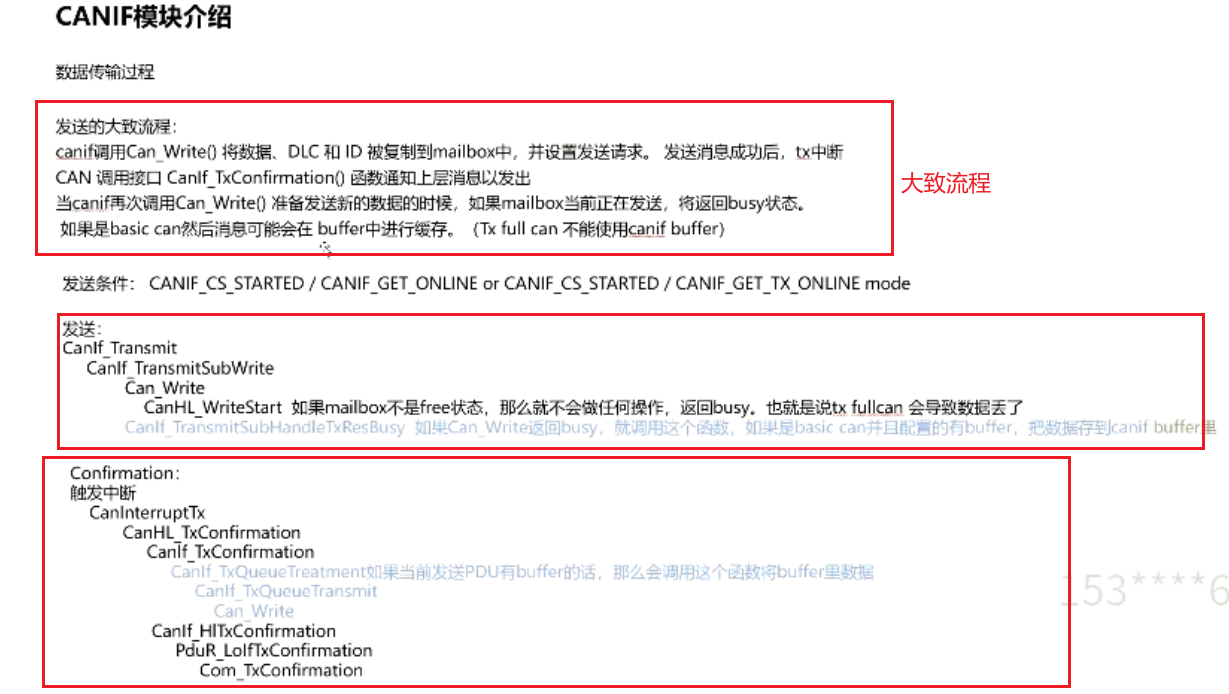 CANIF模块介绍
数据传输过程
发送的大致流程：
canif调用Can_Write() 将数据、DLC 和 ID 被复制到mailbox中，并设置发送请求。 发送消息成功后，tx中断
CAN 调用接口 CanIf_TxConfirmation() 函数通知上层消息以发出
当canif再次调用Can_Write() 准备发送新的数据的时候，如果mailbox当前正在发送，将返回busy状态。
如果是basic can然后消息可能会在 buffer中进行缓存。（Tx full can 不能使用canif buffer）
大致流程
发送条件： CANIF_CS_STARTED / CANIF_GET_ONLINE or CANIF_CS_STARTED / CANIF_GET_TX_ONLINE mode
发送：
CanIf_Transmit
CanIf_TransmitSubWrite
Can_Write
CanHL_WriteStart 如果mailbox不是free状态，那么就不会做任何操作，返回busy。也就是说tx fullcan 会导致数据丢了
CanIf_TransmitSubHandleTxResBusy 如果Can_Write返回busy，就调用这个函数，如果是basic can并且配置的有buffer，把数据存到canif buffer里
Confirmation：
触发中断
CanInterruptTx
CanHL_TxConfirmation
CanIf_TxConfirmation
CanIf_TxQueueTreatment如果当前发送PDU有buffer的话，那么会调用这个函数将buffer里数据
CanIf_TxQueueTransmit
Can_Write
CanIf_HlTxConfirmation
PduR_LoIfTxConfirmation
Com_TxConfirmation
153****6